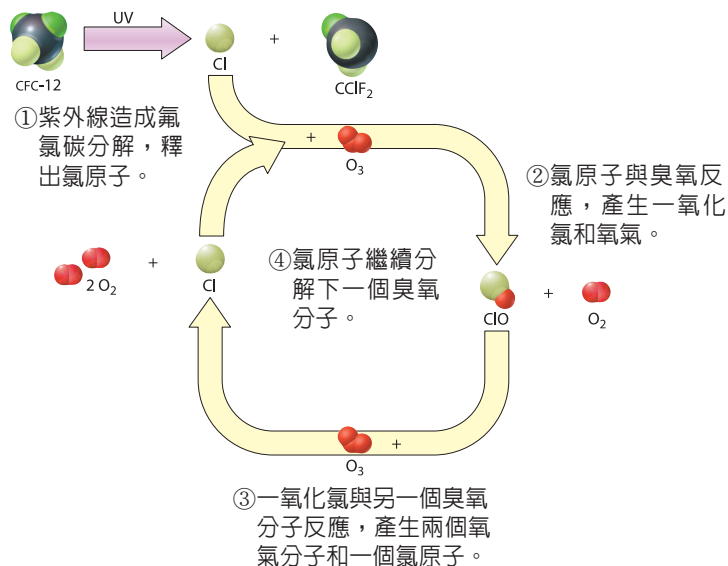 UV
CFC-12
Cl
+
CClF₂
①紫外線造成氟
氯碳分解，釋
出氯原子。
+
O₃
②氯原子與臭氧反
應，產生一氧化
氯和氧氣。
2 O₂
+
Cl
④氯原子繼續分
解下一個臭氧
分子。
ClO
+
O₂
O₃
+
③一氧化氯與另一個臭氧
分子反應，產生兩個氧
氣分子和一個氯原子。